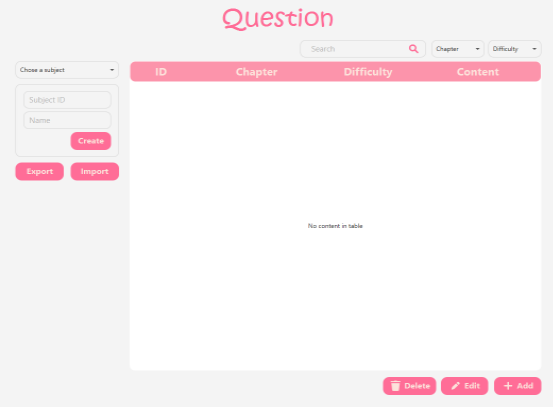 Question
Search
Chapter
Difficulty
Chose a subject
ID Chapter Difficulty Content
Subject ID
Name
Create
Export Import
No content in table
Delete Edit Add